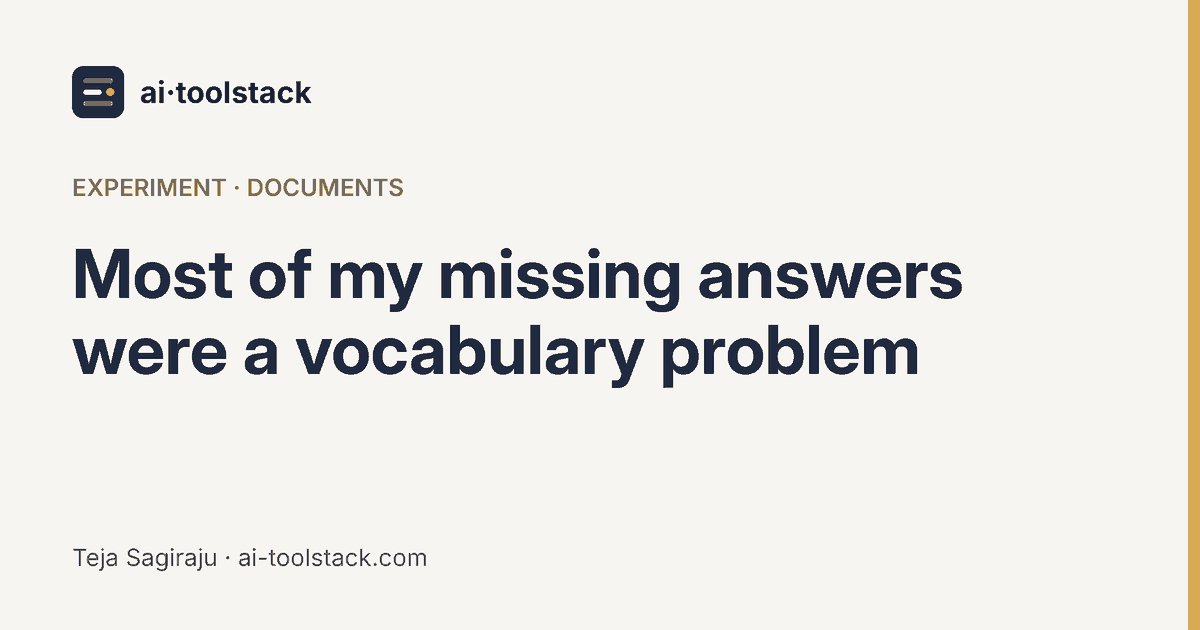 ai·toolstack
EXPERIMENT · DOCUMENTS
Most of my missing answers
were a vocabulary problem
Teja Sagiraju · ai-toolstack.com